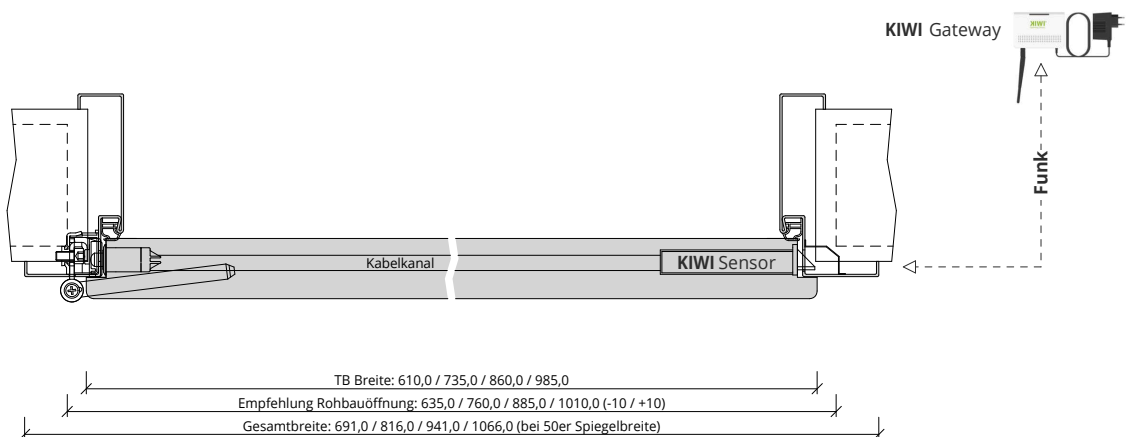 KIWI Gateway
KIWI
Funk
Kabelkanal
KIWI Sensor
TB Breite: 610,0 / 735,0 / 860,0 / 985,0
Empfehlung Rohbauöffnung: 635,0 / 760,0 / 885,0 / 1010,0 (-10 / +10)
Gesamtbreite: 691,0 / 816,0 / 941,0 / 1066,0 (bei 50er Spiegelbreite)